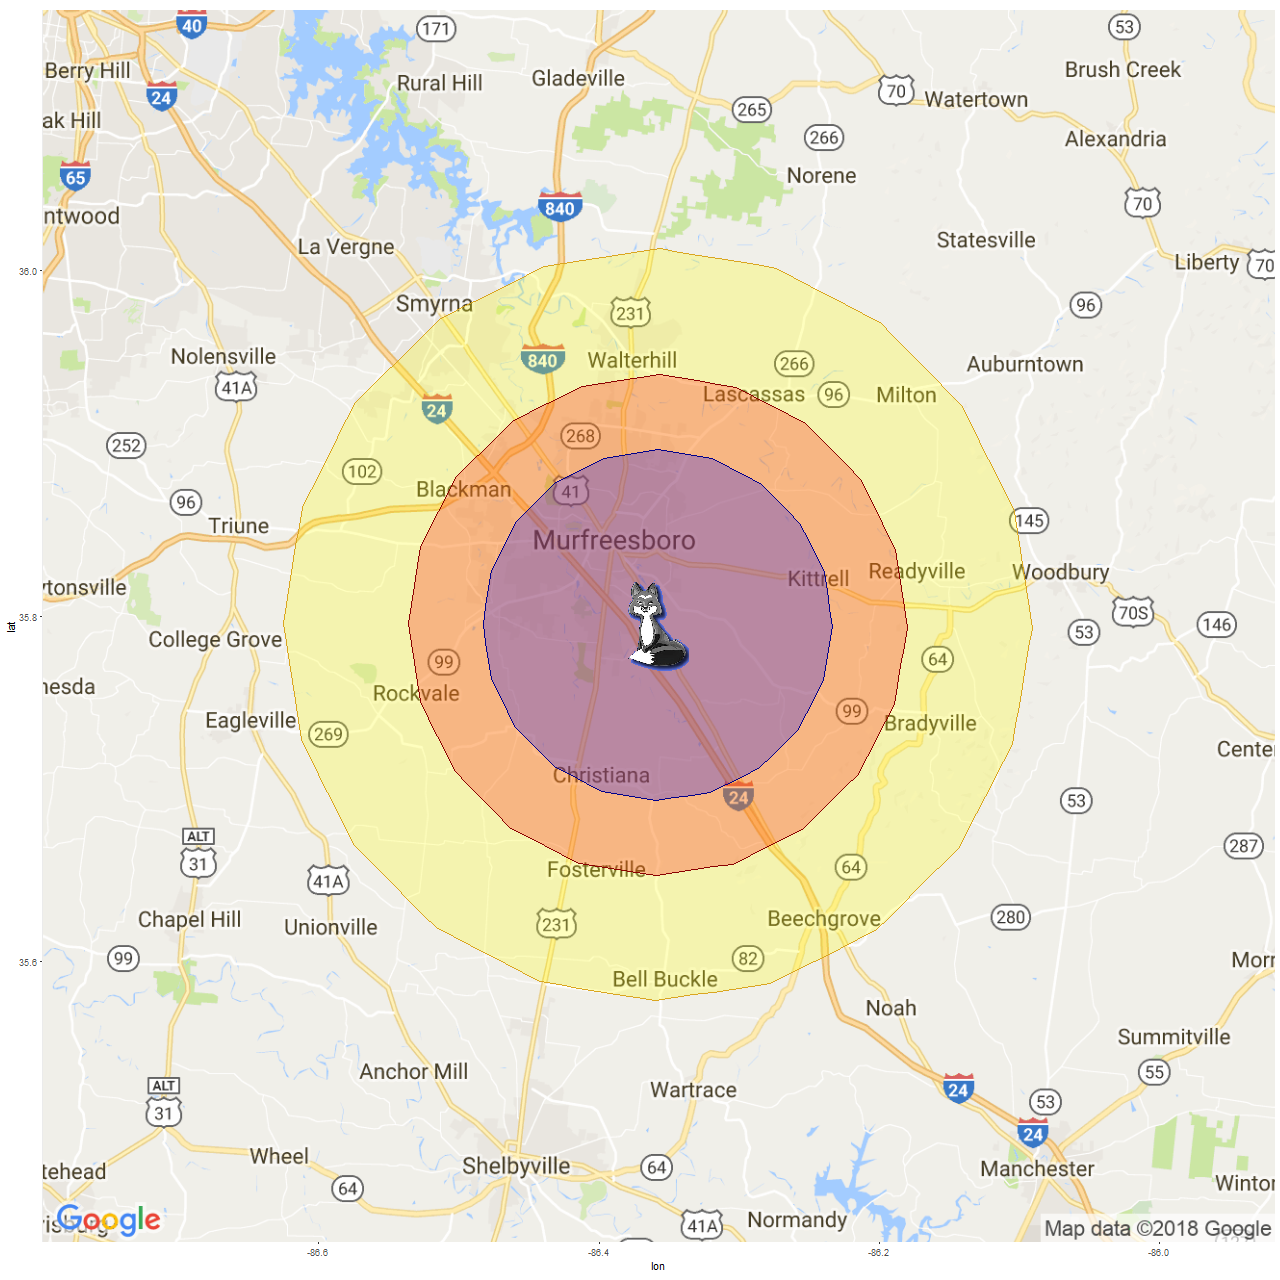 40
171
53
Berry Hill
Rural Hill
Gladeville
Brush Creek
24
70
Watertown
265
ak Hill
266
Alexandria
65
Norene
840
70
ntwood
La Vergne
Statesville
Liberty
70
36.0
Smyrna
231
96
Nolensville
840
Walterhill
266
Auburntown
41A
24
Lascassas
96
Milton
252
268
102
Blackman
41
96
Triune
145
Murfreesboro
Kittrell
Readyville
Woodbury
ytonsville
70S
35.8
lat
College Grove
53
146
99
64
nesda
Rockvale
Eagleville
269
99
Bradyville
Center
Christiana
24
53
ALT
31
287
Fosterville
64
41A
Chapel Hill
Unionville
231
Beechgrove
280
99
35.6
82
Morr
Bell Buckle
Noah
Summitville
Anchor Mill
55
ALT
31
Wartrace
24
53
24
Wheel
Shelbyville
64
Manchester
tehead
64
Winton
Google
41A
Normandy
Map data ©2018 Google
-86.6
-86.4
-86.2
-86.0
lon